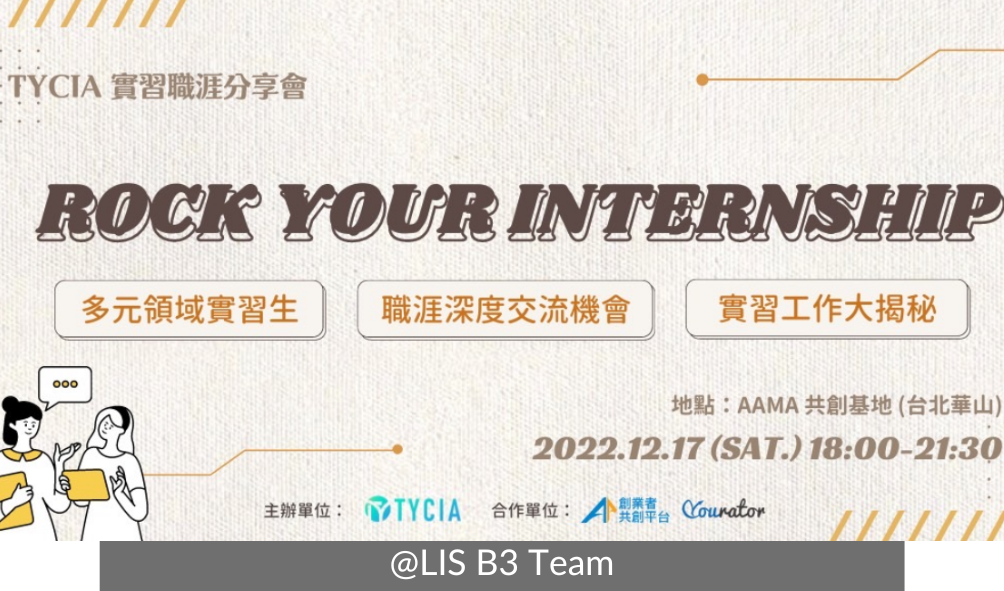 TYCIA 實習職涯分享會
ROCK YOUR INTERNSHIP
多元領域實習生
職涯深度交流機會
實習工作大揭秘
地點：AAMA 共創基地 (台北華山)
2022.12.17 (SAT.) 18:00-21:30
主辦單位： TYCIA 合作單位： 創業者共創平台 Yourator
@LIS B3 Team